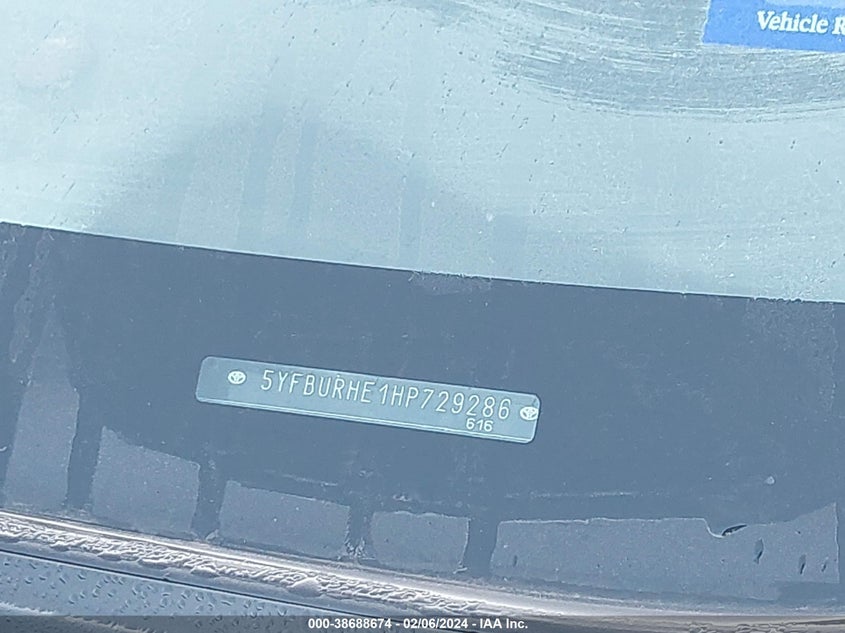 Vehicle R
5YFBURHE1HP729286
616
000-38688674 - 02/06/2024 - IAA Inc.